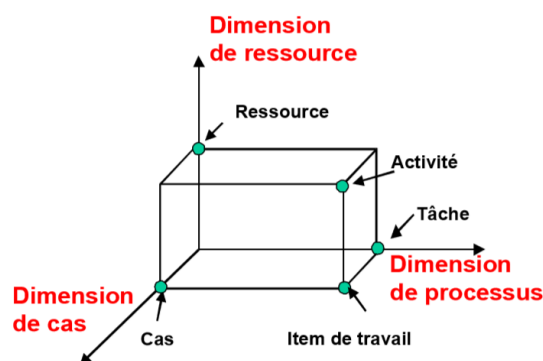 Dimension
de ressource
Ressource
Activité
Tâche
Dimension
de processus
Dimension
de cas
Cas
Item de travail